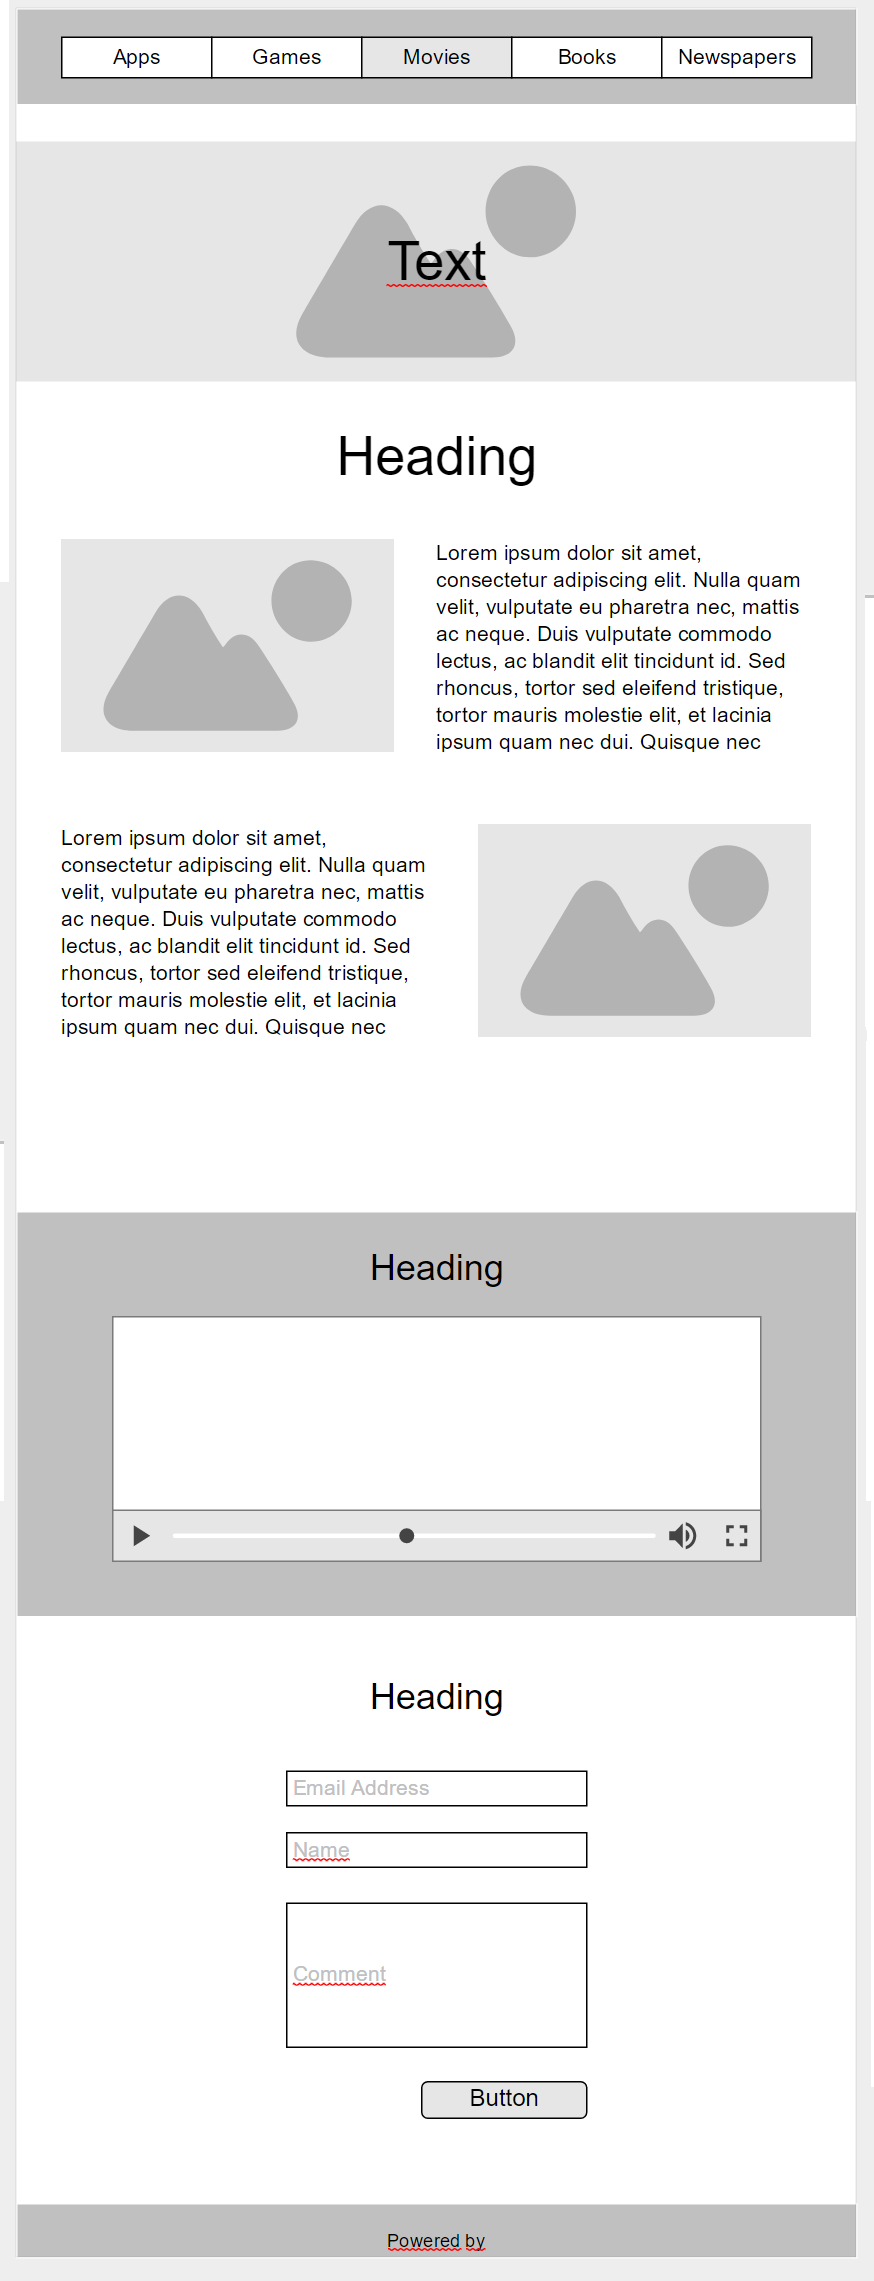 Apps Games Movies Books Newspapers
Text
Heading
Lorem ipsum dolor sit amet,
consectetur adipiscing elit. Nulla quam
velit, vulputate eu pharetra nec, mattis
ac neque. Duis vulputate commodo
lectus, ac blandit elit tincidunt id. Sed
rhoncus, tortor sed eleifend tristique,
tortor mauris molestie elit, et lacinia
ipsum quam nec dui. Quisque nec
Lorem ipsum dolor sit amet,
consectetur adipiscing elit. Nulla quam
velit, vulputate eu pharetra nec, mattis
ac neque. Duis vulputate commodo
lectus, ac blandit elit tincidunt id. Sed
rhoncus, tortor sed eleifend tristique,
tortor mauris molestie elit, et lacinia
ipsum quam nec dui. Quisque nec
Heading
Heading
Email Address
Name
Comment
Button
Powered by